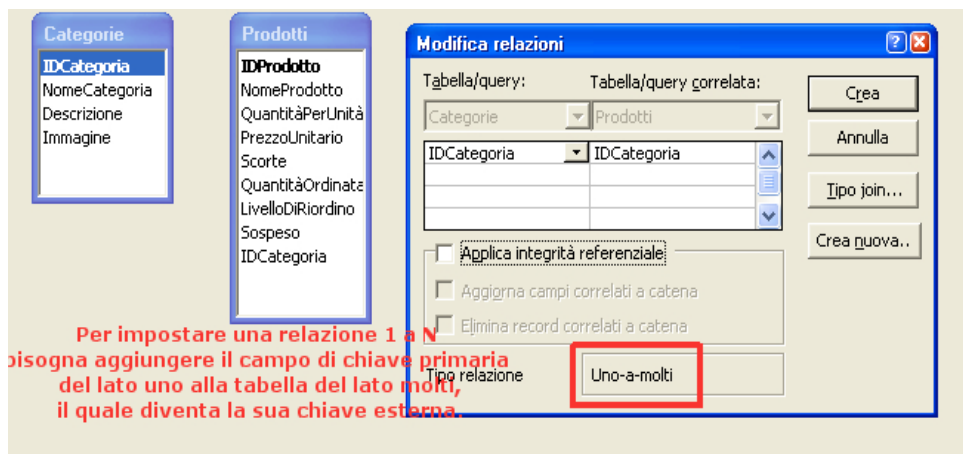 Categorie
IDCategoria
NomeCategoria
Descrizione
Immagine
Prodotti
IDProdotto
NomeProdotto
QuantitàPerUnità
PrezzoUnitario
Scorte
QuantitàOrdinata
LivelloDiRiordino
Sospeso
IDCategoria
Per impostare una relazione 1 a N
bisogna aggiungere il campo di chiave primaria
del lato uno alla tabella del lato molti,
il quale diventa la sua chiave esterna.
Modifica relazioni
Tabella/query: Tabella/query correlata:
Categorie Prodotti
IDCategoria IDCategoria
Applica integrità referenziale
Aggiorna campi correlati a catena
Elimina record correlati a catena
Tipo relazione Uno-a-molti
Crea
Annulla
Tipo join...
Crea nuova..